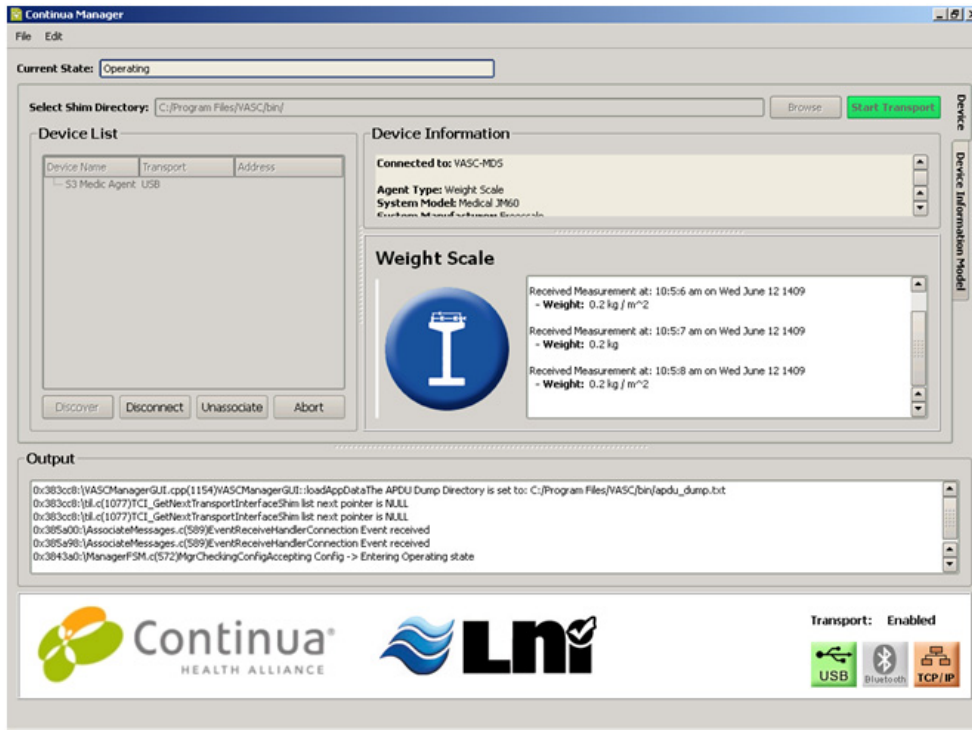 Continua Manager
File Edit
Current State: Operating
Select Shim Directory: C:/Program Files/VASC/bin/ Browse Start Transport
Device
Device Information Model
Device List
Device Name Transport Address
S3 Medic Agent USB
Discover Disconnect Unassociate Abort
Device Information
Connected to: VASC-MDS
Agent Type: Weight Scale
System Model: Medical JM60
System Manufacturer: Freescale
Weight Scale
Received Measurement at: 10:5:6 am on Wed June 12 1409
- Weight: 0.2 kg / m^2
Received Measurement at: 10:5:7 am on Wed June 12 1409
- Weight: 0.2 kg
Received Measurement at: 10:5:8 am on Wed June 12 1409
- Weight: 0.2 kg / m^2
Output
0x383cc8:\VASCManagerGUI.cpp(1154)VASCManagerGUI::loadAppDataThe APDU Dump Directory is set to: C:/Program Files/VASC/bin/apdu_dump.txt
0x383cc8:\til.c(1077)TCI_GetNextTransportInterfaceShim list next pointer is NULL
0x383cc8:\til.c(1077)TCI_GetNextTransportInterfaceShim list next pointer is NULL
0x385a00:\AssociateMessages.c(589)EventReceiveHandlerConnection Event received
0x385a98:\AssociateMessages.c(589)EventReceiveHandlerConnection Event received
0x3843a0:\ManagerFSM.c(572)MgrCheckingConfigAccepting Config -> Entering Operating state
Continua®
HEALTH ALLIANCE
LNi
Transport: Enabled
USB Bluetooth TCP/IP